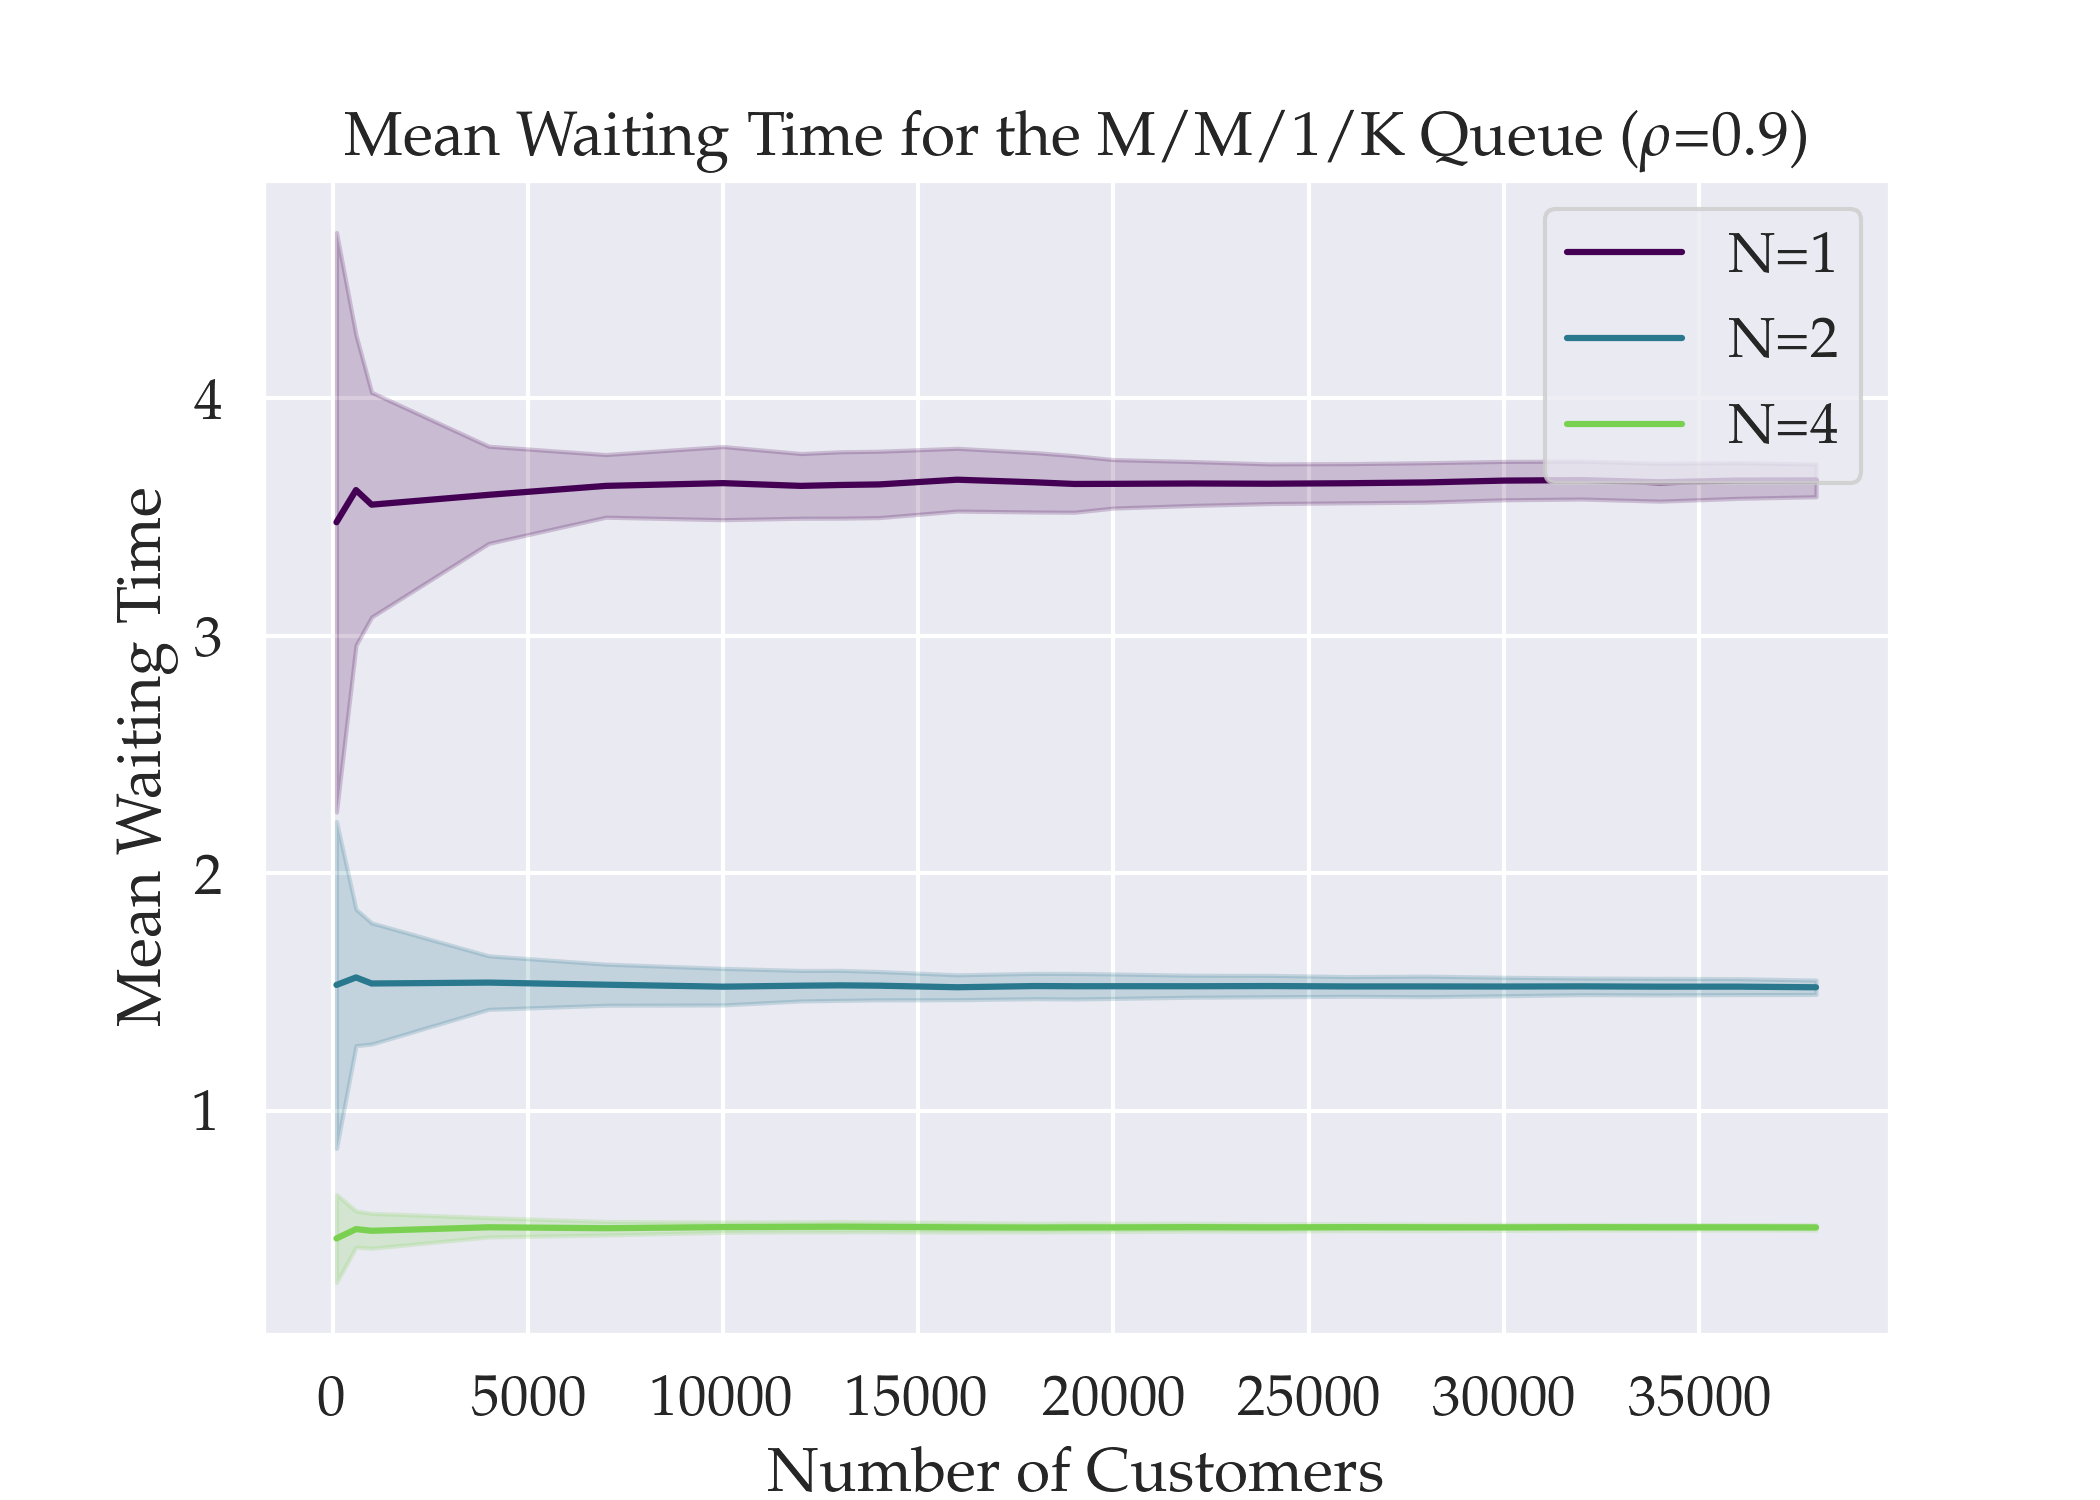 Mean Waiting Time for the M/M/1/K Queue (ρ=0.9)
N=1
N=2
N=4
Mean Waiting Time
4
3
2
1
0 5000 10000 15000 20000 25000 30000 35000
Number of Customers